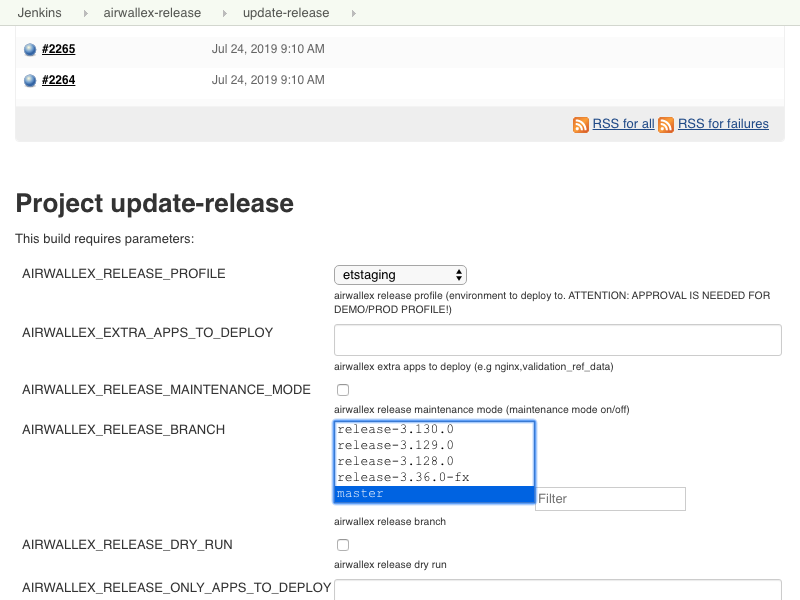 Jenkins airwallex-release update-release
#2265 Jul 24, 2019 9:10 AM
#2264 Jul 24, 2019 9:10 AM
RSS for all RSS for failures
Project update-release
This build requires parameters:
AIRWALLEX_RELEASE_PROFILE etstaging
airwallex release profile (environment to deploy to. ATTENTION: APPROVAL IS NEEDED FOR
DEMO/PROD PROFILE!)
AIRWALLEX_EXTRA_APPS_TO_DEPLOY
airwallex extra apps to deploy (e.g nginx,validation_ref_data)
AIRWALLEX_RELEASE_MAINTENANCE_MODE
airwallex release maintenance mode (maintenance mode on/off)
AIRWALLEX_RELEASE_BRANCH release-3.130.0
release-3.129.0
release-3.128.0
release-3.36.0-fx
master
Filter
airwallex release branch
AIRWALLEX_RELEASE_DRY_RUN
airwallex release dry run
AIRWALLEX_RELEASE_ONLY_APPS_TO_DEPLOY